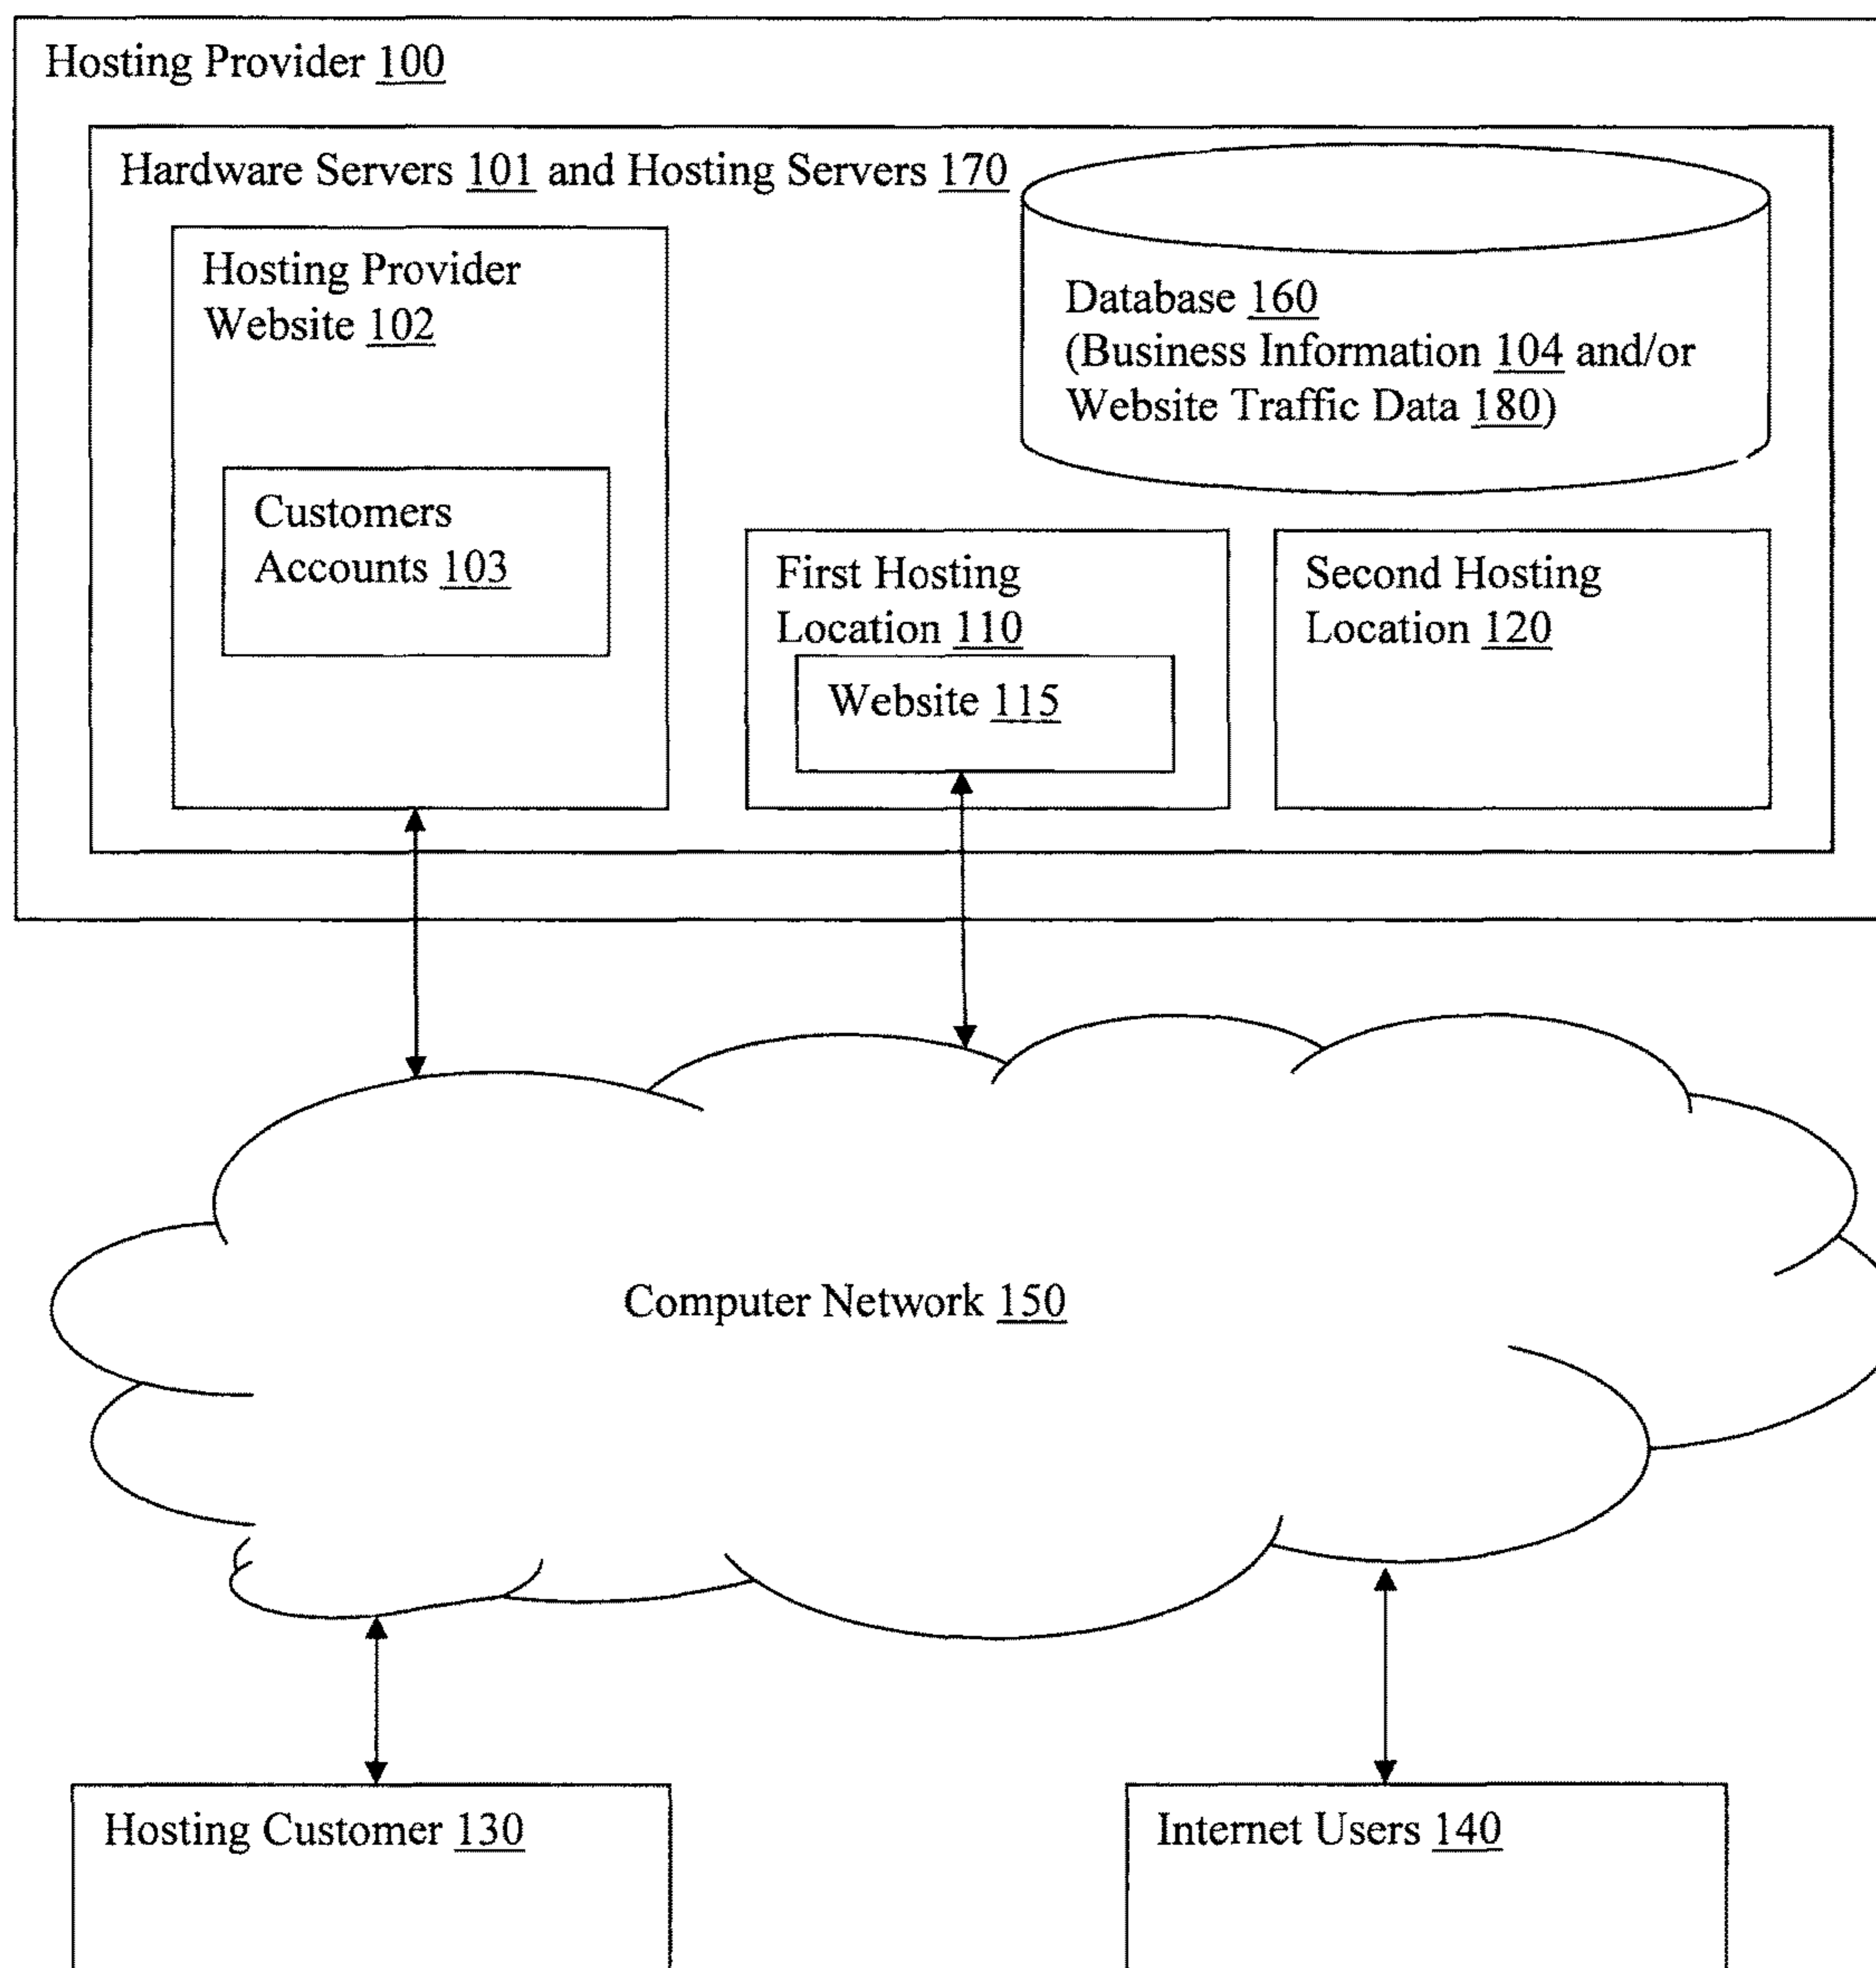 Hosting Provider 100
Hardware Servers 101 and Hosting Servers 170
Hosting Provider
Website 102
Customers
Accounts 103
Database 160
(Business Information 104 and/or
Website Traffic Data 180)
First Hosting
Location 110
Website 115
Second Hosting
Location 120
Computer Network 150
Hosting Customer 130
Internet Users 140